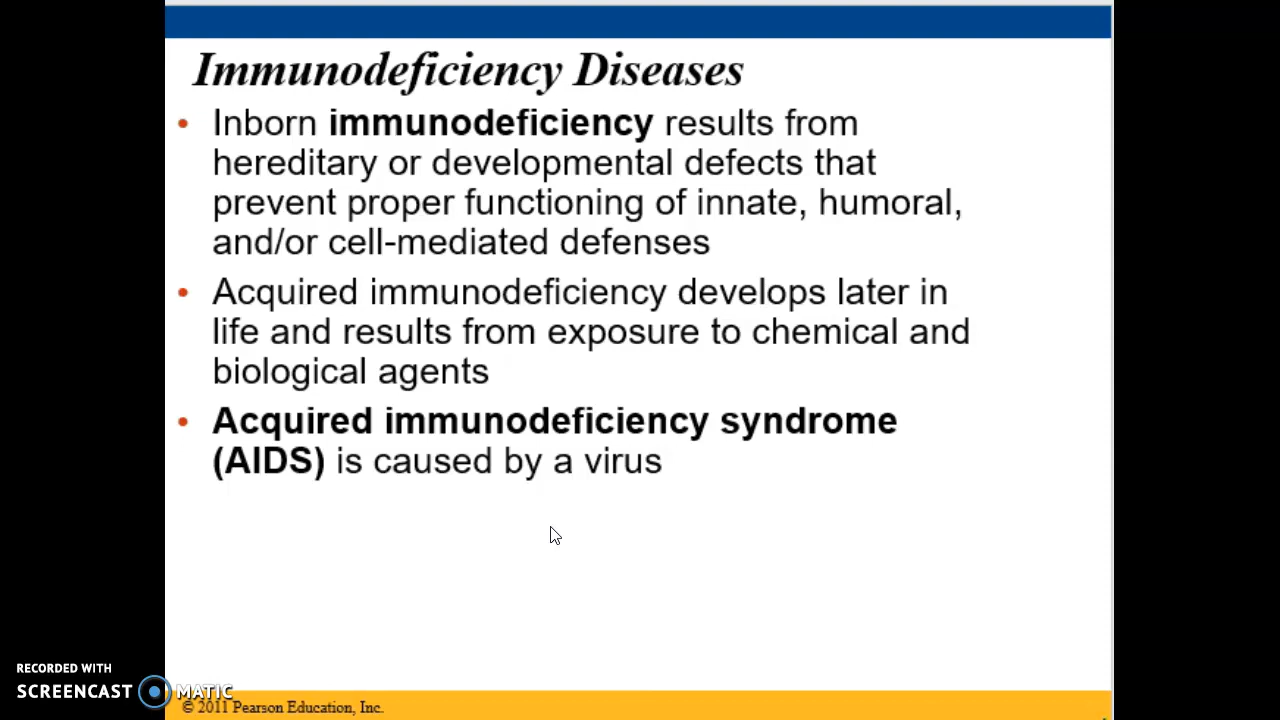 Immunodeficiency Diseases
• Inborn immunodeficiency results from
hereditary or developmental defects that
prevent proper functioning of innate, humoral,
and/or cell-mediated defenses
• Acquired immunodeficiency develops later in
life and results from exposure to chemical and
biological agents
• Acquired immunodeficiency syndrome
(AIDS) is caused by a virus
RECORDED WITH
SCREENCAST MATIC
© 2011 Pearson Education, Inc.